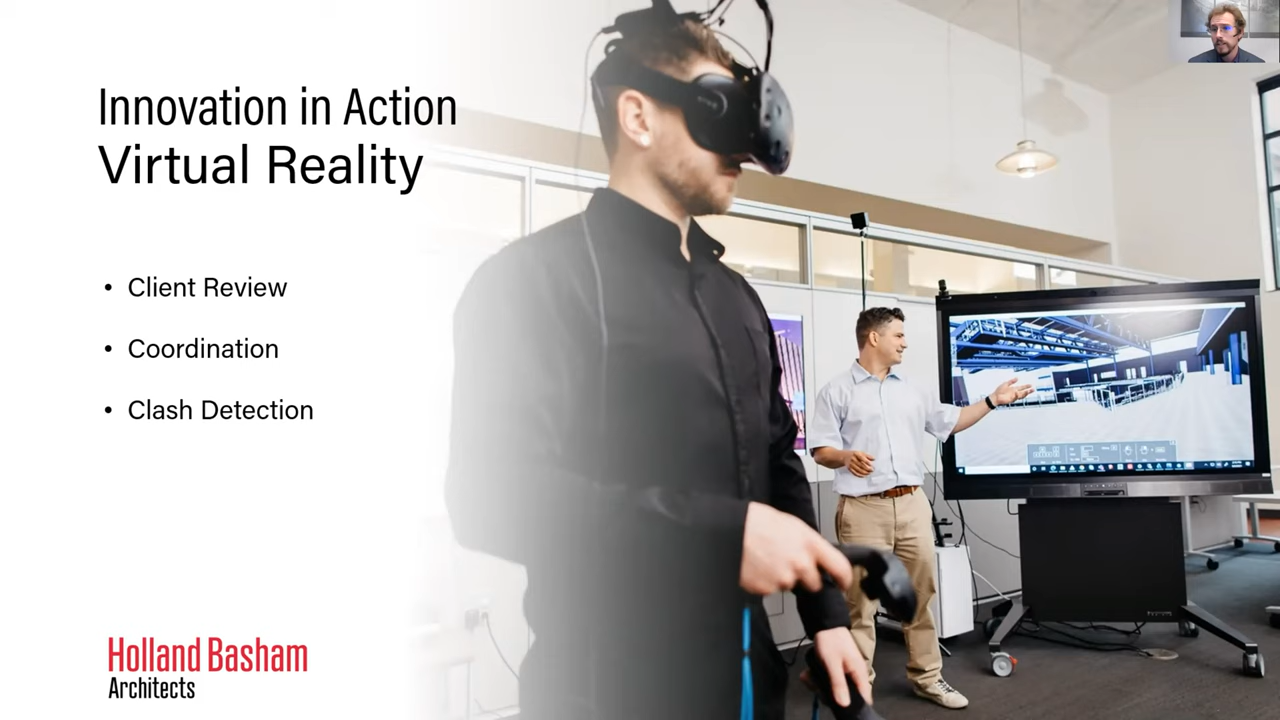 Innovation in Action
Virtual Reality
• Client Review
• Coordination
• Clash Detection
Holland Basham
Architects